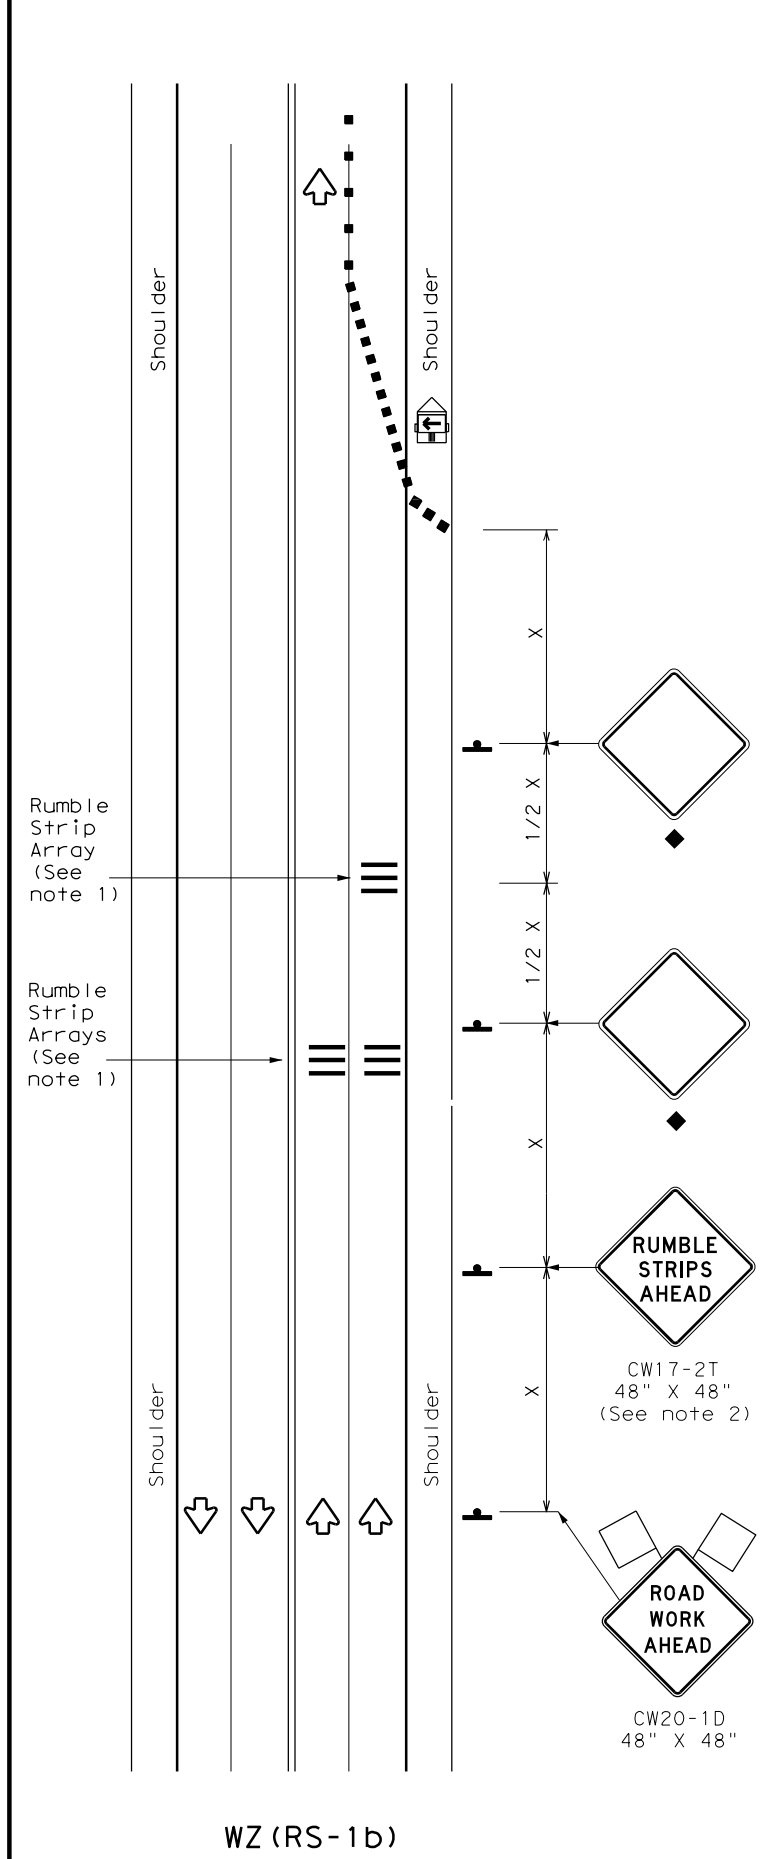 Shoulder
Shoulder
X
1/2 X
Rumble
Strip
Array
(See
note 1)
1/2 X
Rumble
Strip
Arrays
(See
note 1)
X
RUMBLE
STRIPS
AHEAD
CW17-2T
48" X 48"
(See note 2)
X
Shoulder
Shoulder
ROAD
WORK
AHEAD
CW20-1D
48" X 48"
WZ(RS-1b)